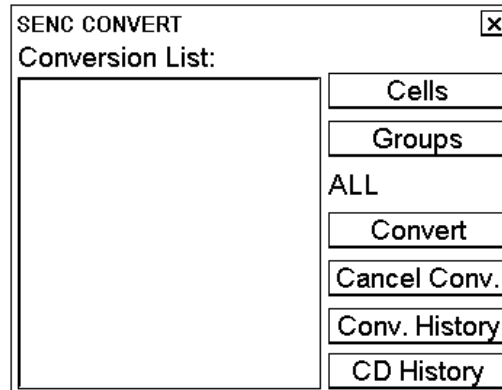 SENC CONVERT
Conversion List:
Cells
Groups
ALL
Convert
Cancel Conv.
Conv. History
CD History